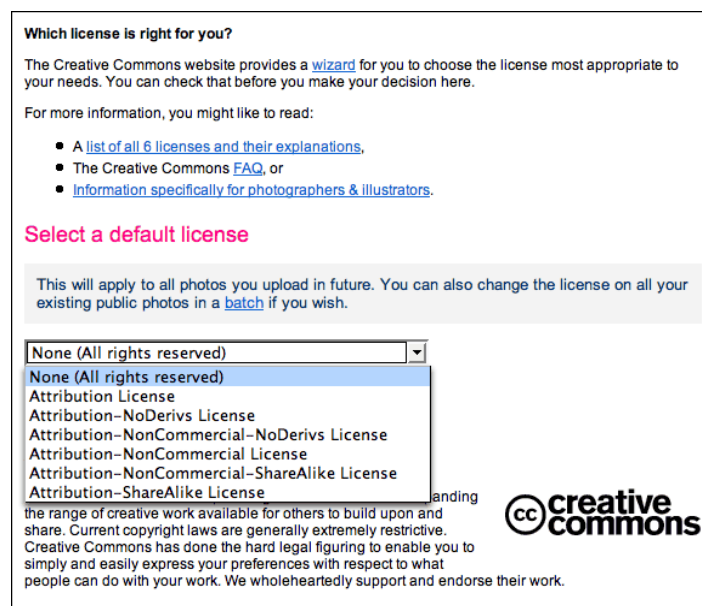 Which license is right for you?
The Creative Commons website provides a wizard for you to choose the license most appropriate to
your needs. You can check that before you make your decision here.
For more information, you might like to read:
A list of all 6 licenses and their explanations,
The Creative Commons FAQ, or
Information specifically for photographers & illustrators.
Select a default license
This will apply to all photos you upload in future. You can also change the license on all your
existing public photos in a batch if you wish.
None (All rights reserved)
None (All rights reserved)
Attribution License
Attribution-NoDerivs License
Attribution-NonCommercial-NoDerivs License
Attribution-NonCommercial License
Attribution-NonCommercial-ShareAlike License
Attribution-ShareAlike License
anding
the range of creative work available for others to build upon and
share. Current copyright laws are generally extremely restrictive.
Creative Commons has done the hard legal figuring to enable you to
simply and easily express your preferences with respect to what
people can do with your work. We wholeheartedly support and endorse their work.
cc creative
commons